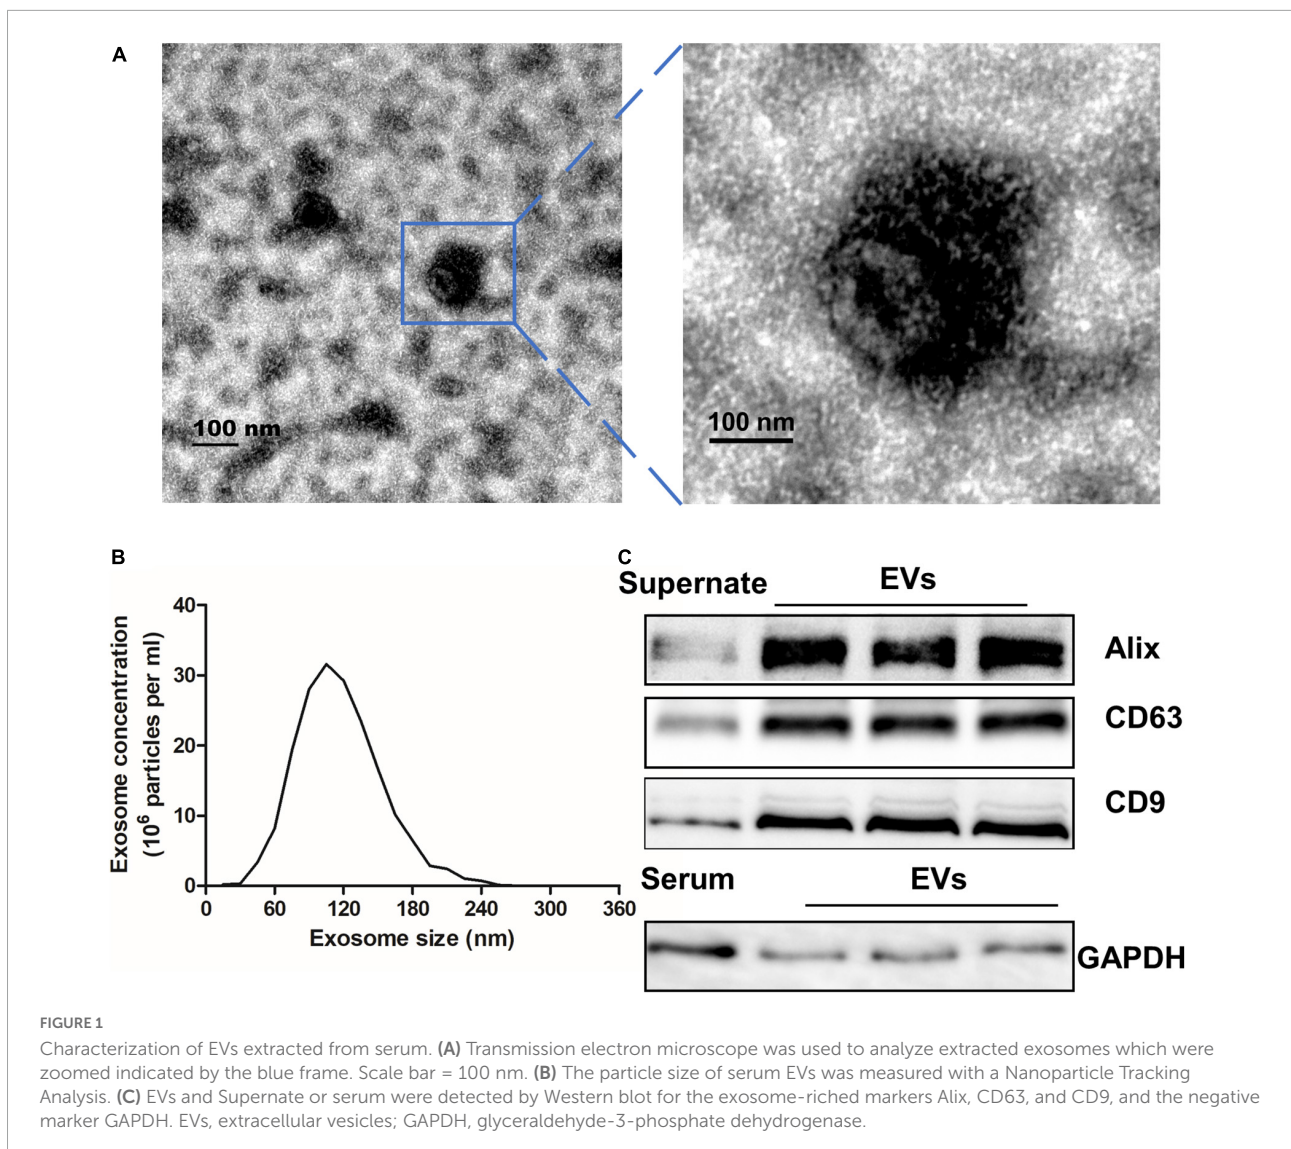 A
100 nm
100 nm
B
Exosome concentration
(10⁶ particles per ml)
40
30
20
10
0
0 60 120 180 240 300 360
Exosome size (nm)
C
Supernate EVs
Alix
CD63
CD9
Serum EVs
GAPDH
FIGURE 1
Characterization of EVs extracted from serum. (A) Transmission electron microscope was used to analyze extracted exosomes which were
zoomed indicated by the blue frame. Scale bar = 100 nm. (B) The particle size of serum EVs was measured with a Nanoparticle Tracking
Analysis. (C) EVs and Supernate or serum were detected by Western blot for the exosome-riched markers Alix, CD63, and CD9, and the negative
marker GAPDH. EVs, extracellular vesicles; GAPDH, glyceraldehyde-3-phosphate dehydrogenase.